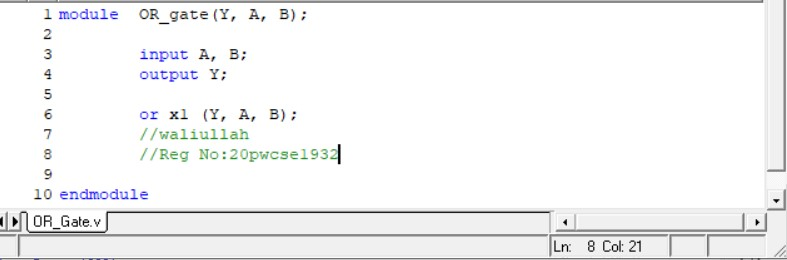 1 module  OR_gate(Y, A, B);
2
3         input A, B;
4         output Y;
5
6         or x1 (Y, A, B);
7         //waliullah
8         //Reg No:20pwcse1932
9
10 endmodule
OR_Gate.v
Ln: 8 Col: 21